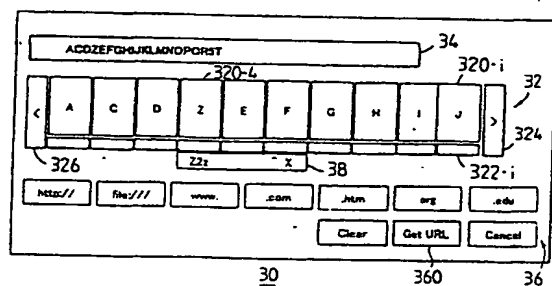 ACDZEFGHIJKLMNOPQRST 34
320-4 320-i
< A C D Z E F G H I J > 32
324
326 ZZz X 38 322-i
http:// file:/// www. .com .htm org .edu
Clear Get URL Cancel
30 360 36